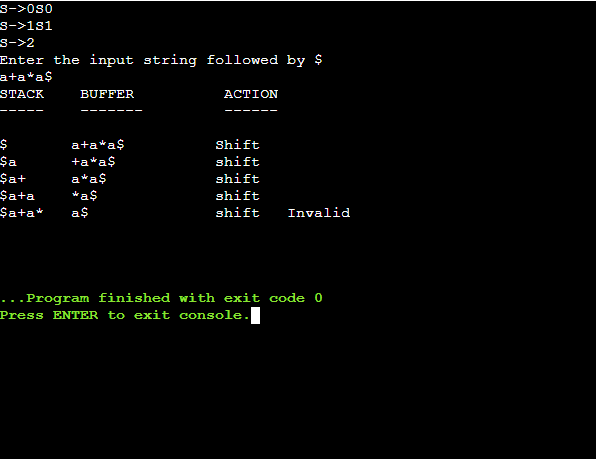 S->0S0
S->1S1
S->2
Enter the input string followed by $
a+a*a$
STACK BUFFER ACTION
----- ------- ------
$ a+a*a$ Shift
$a +a*a$ shift
$a+ a*a$ shift
$a+a *a$ shift
$a+a* a$ shift Invalid
...Program finished with exit code 0
Press ENTER to exit console.